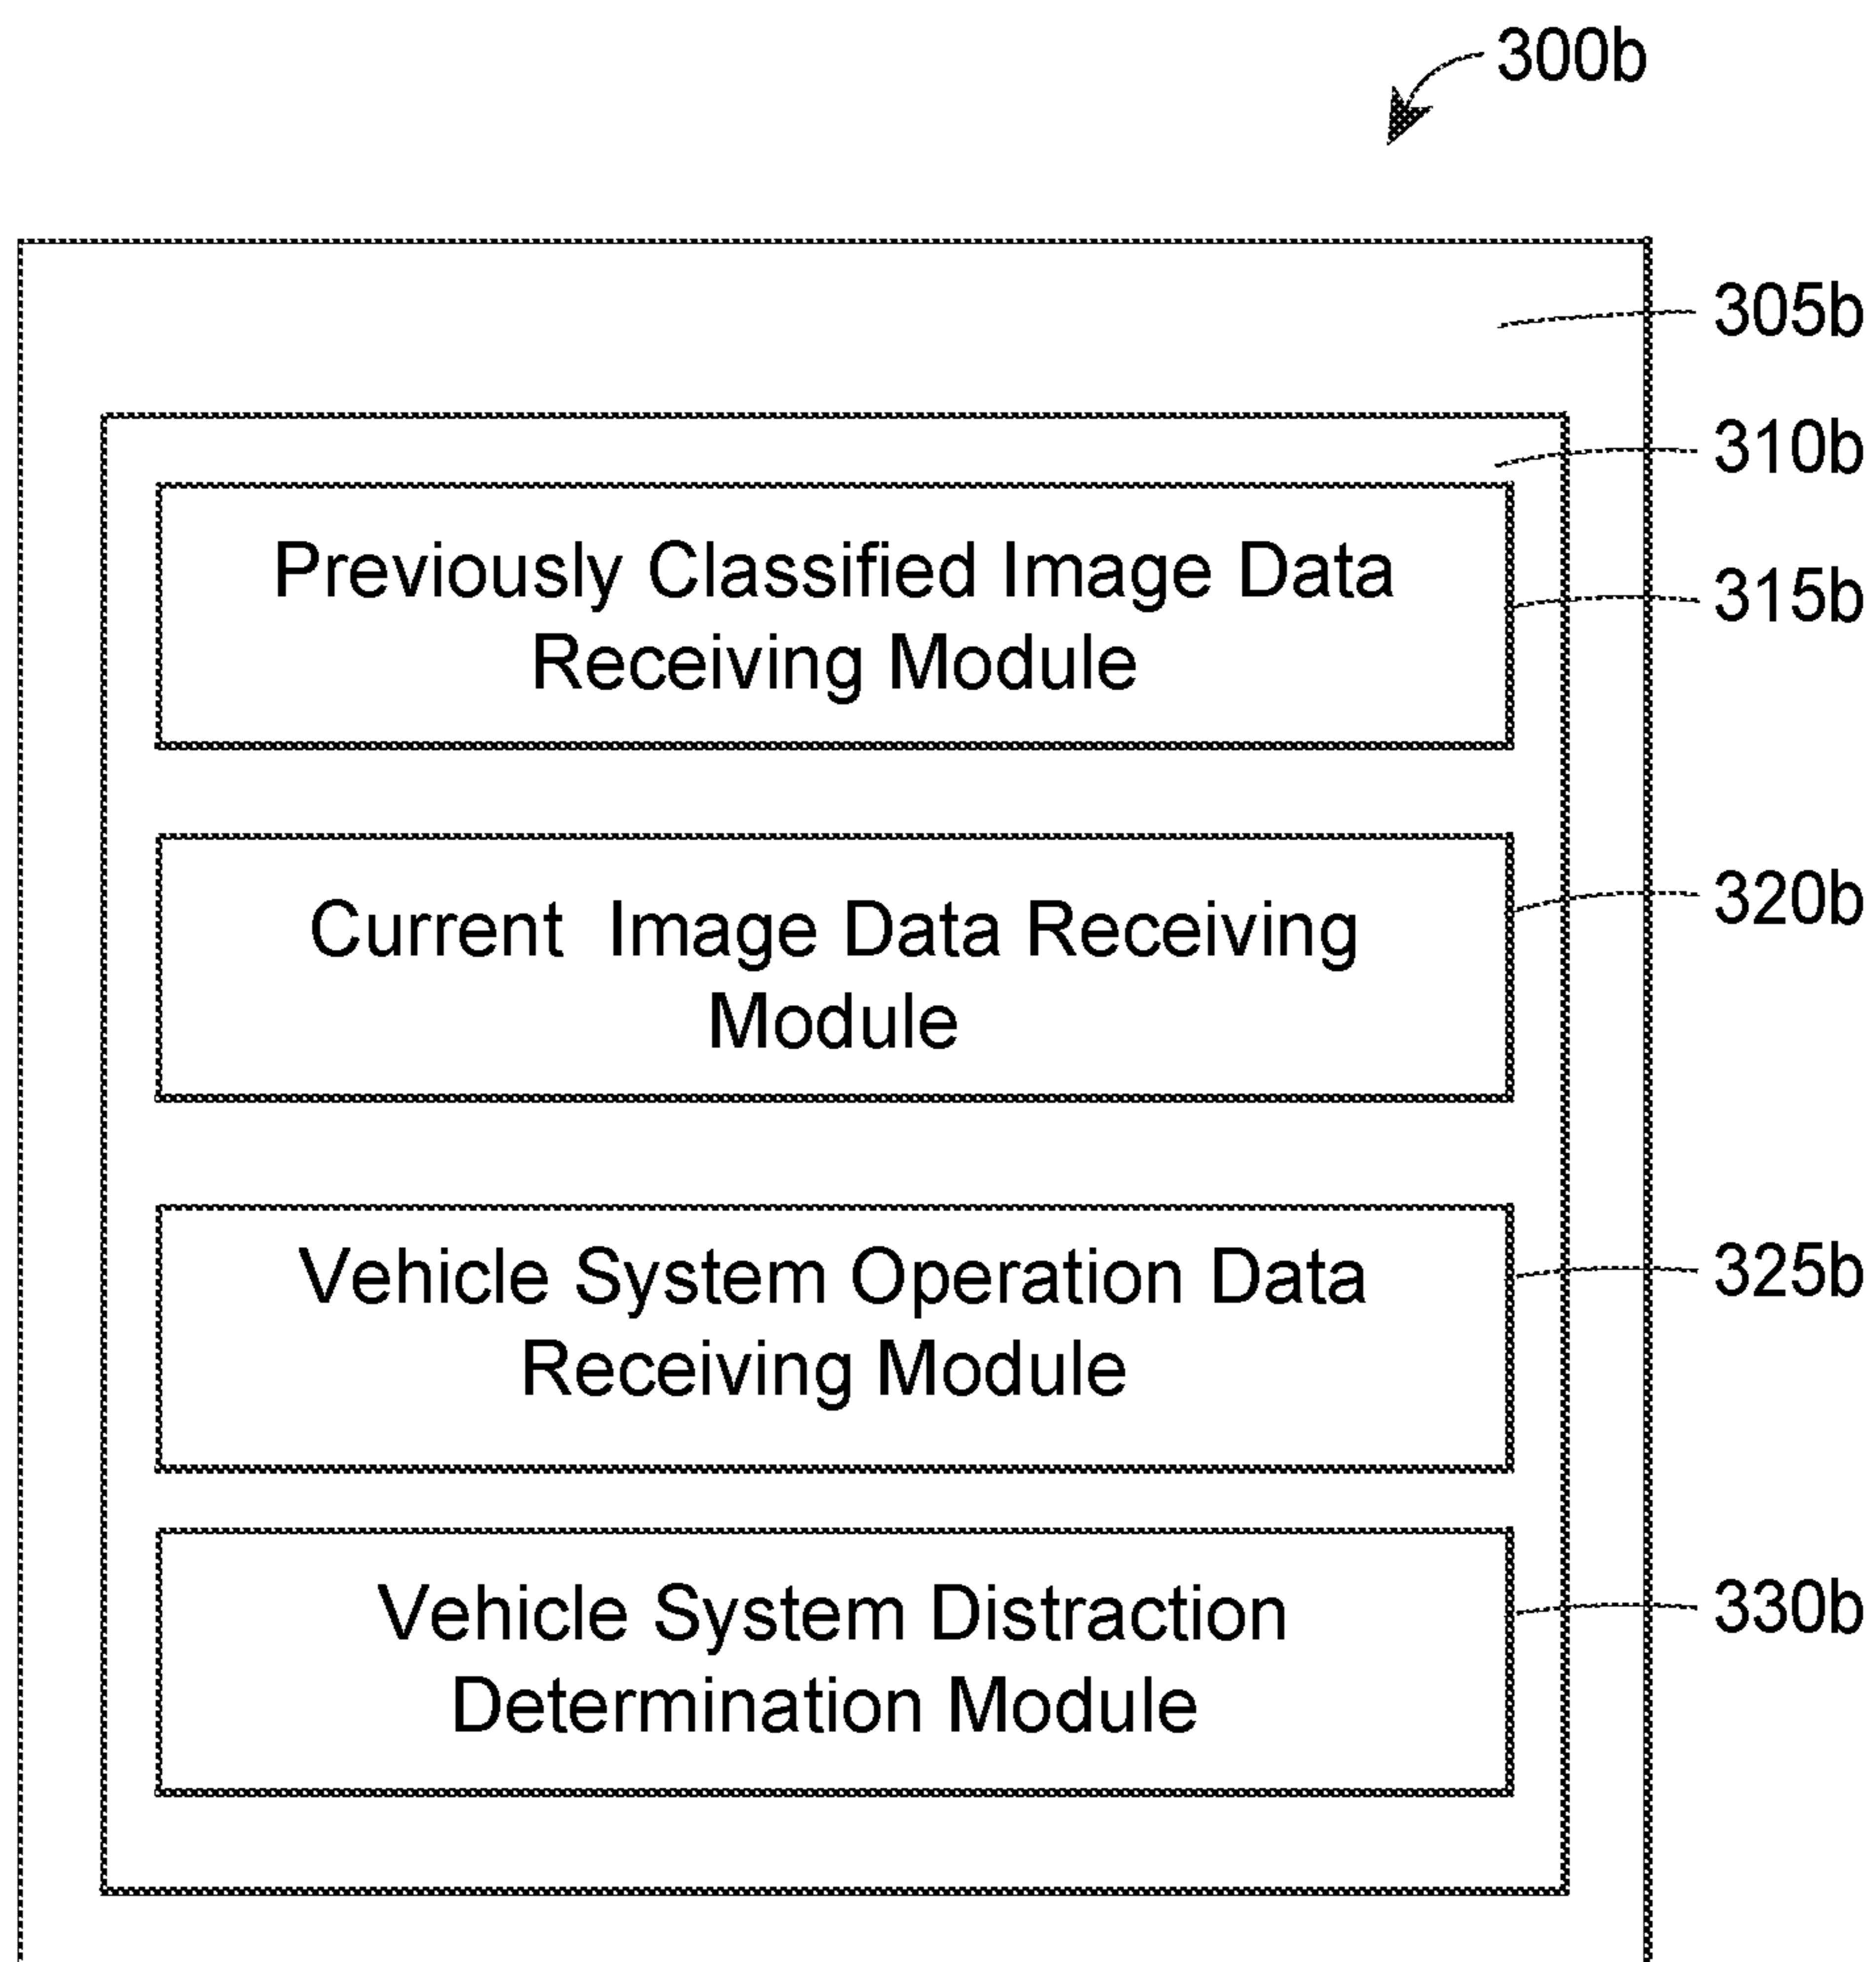 300b
305b
310b
Previously Classified Image Data
Receiving Module
315b
Current Image Data Receiving
Module
320b
Vehicle System Operation Data
Receiving Module
325b
Vehicle System Distraction
Determination Module
330b